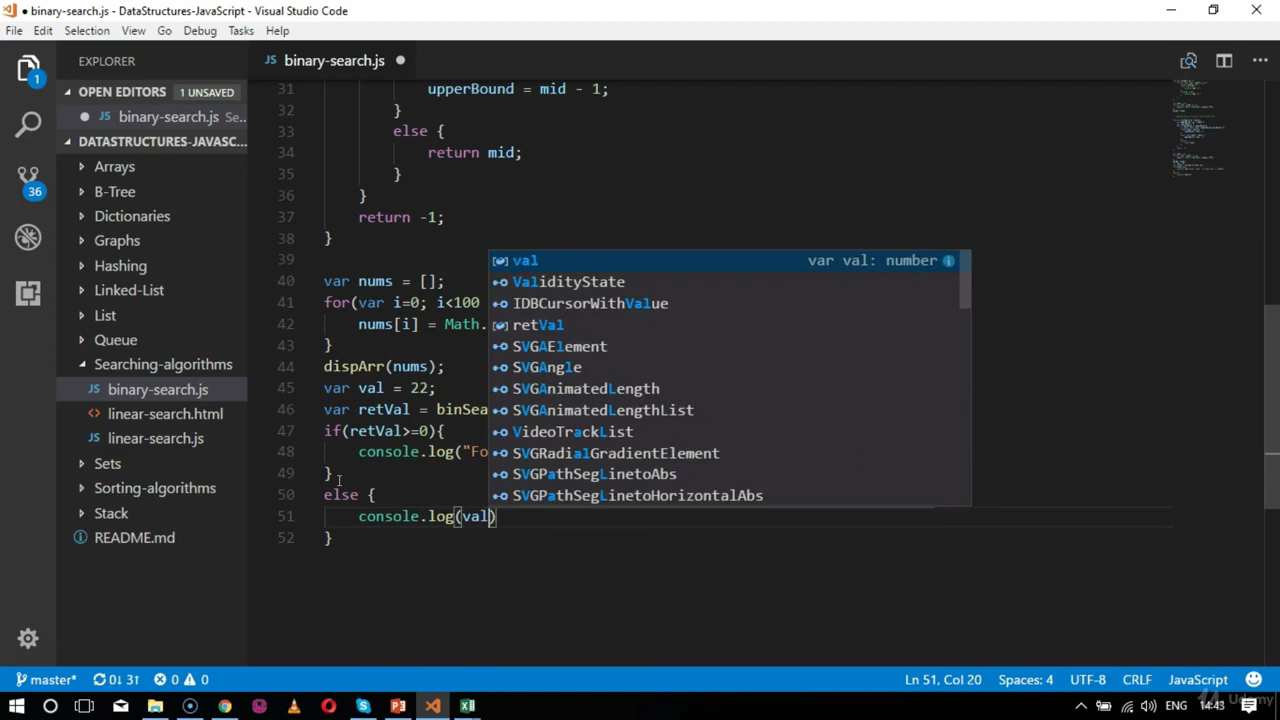 ● binary-search.js - DataStructures-JavaScript - Visual Studio Code
File Edit Selection View Go Debug Tasks Help
EXPLORER
JS binary-search.js
OPEN EDITORS 1 UNSAVED
JS binary-search.js Se...
DATASTRUCTURES-JAVASC...
Arrays
B-Tree
Dictionaries
Graphs
Hashing
Linked-List
List
Queue
Searching-algorithms
JS binary-search.js
<> linear-search.html
JS linear-search.js
Sets
Sorting-algorithms
Stack
README.md
1
36
31 upperBound = mid - 1;
32 }
33 else {
34 return mid;
35 }
36 }
37 return -1;
38 }
39
40 var nums = [];
41 for(var i=0; i<100
42 nums[i] = Math.
43 }
44 dispArr(nums);
45 var val = 22;
46 var retVal = binSea
47 if(retVal>=0){
48 console.log("Fo
49 }
50 else {
51 console.log(val)
52 }
val var val: number
ValidityState
IDBCursorWithValue
retVal
SVGAElement
SVGAngle
SVGAnimatedLength
SVGAnimatedLengthList
VideoTrackList
SVGRadialGradientElement
SVGPathSegLinetoAbs
SVGPathSegLinetoHorizontalAbs
master* 0↓ 3↑ 0 0 Ln 51, Col 20 Spaces: 4 UTF-8 CRLF JavaScript
ENG 14:43
Udemy